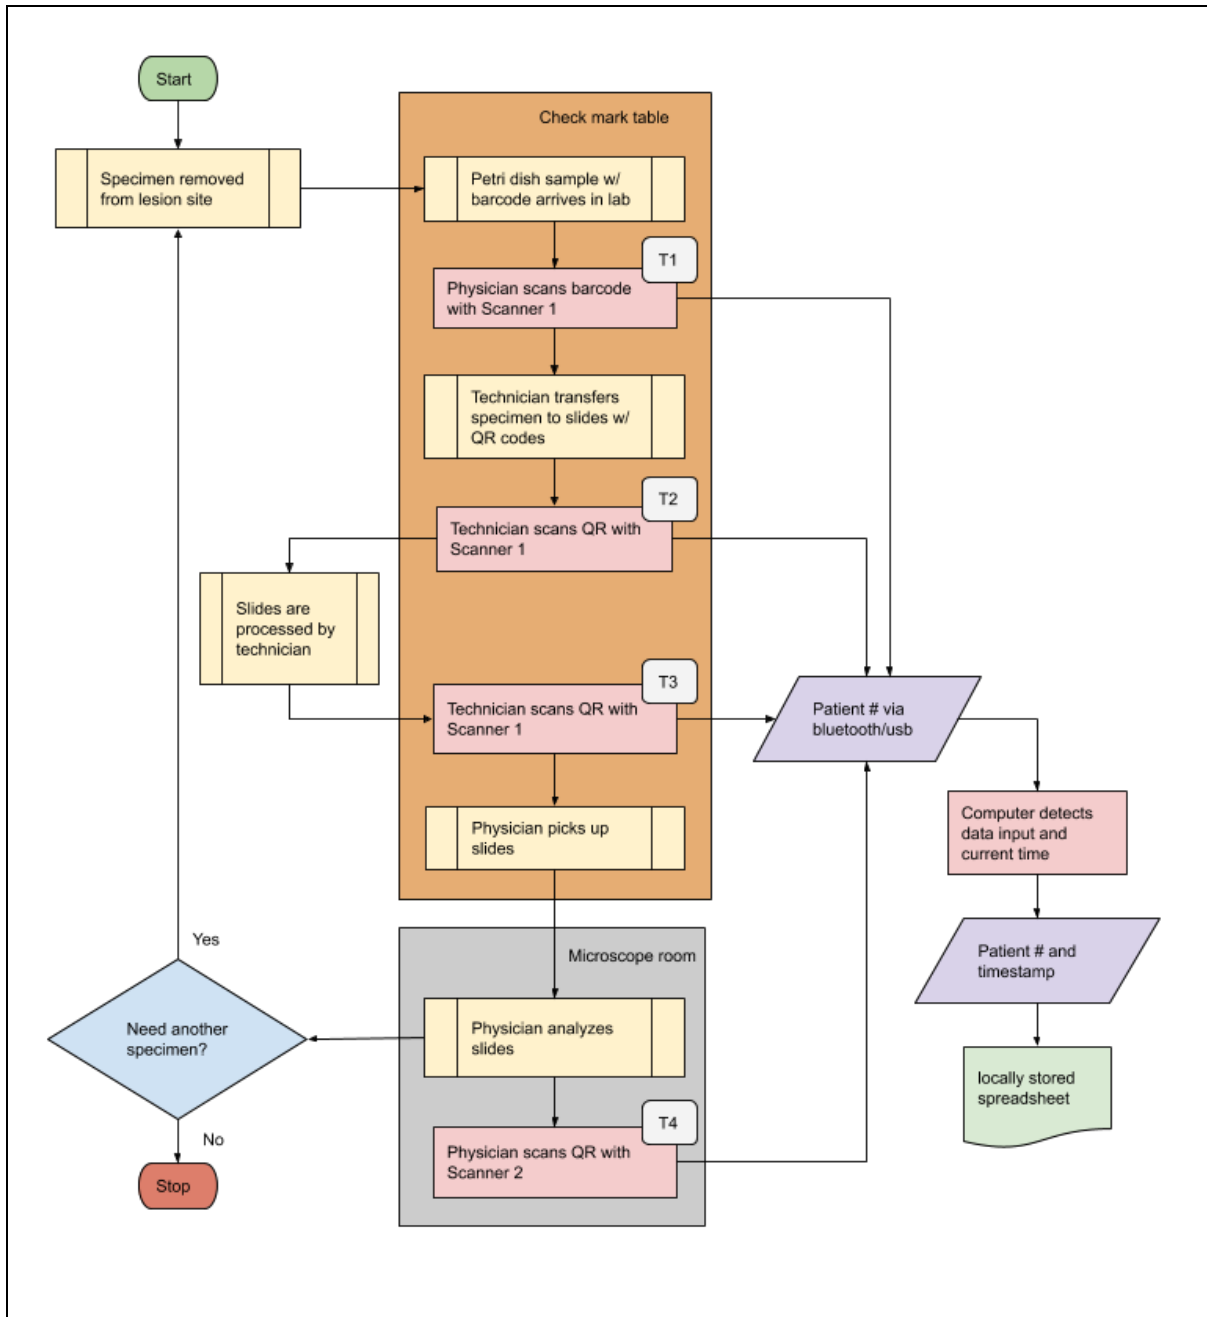 Start
Specimen removed
from lesion site
Check mark table
Petri dish sample w/
barcode arrives in lab
T1
Physician scans barcode
with Scanner 1
Technician transfers
specimen to slides w/
QR codes
T2
Technician scans QR with
Scanner 1
Slides are
processed by
technician
T3
Technician scans QR with
Scanner 1
Patient # via
bluetooth/usb
Physician picks up
slides
Computer detects
data input and
current time
Patient # and
timestamp
locally stored
spreadsheet
Microscope room
Physician analyzes
slides
T4
Physician scans QR with
Scanner 2
Yes
Need another
specimen?
No
Stop